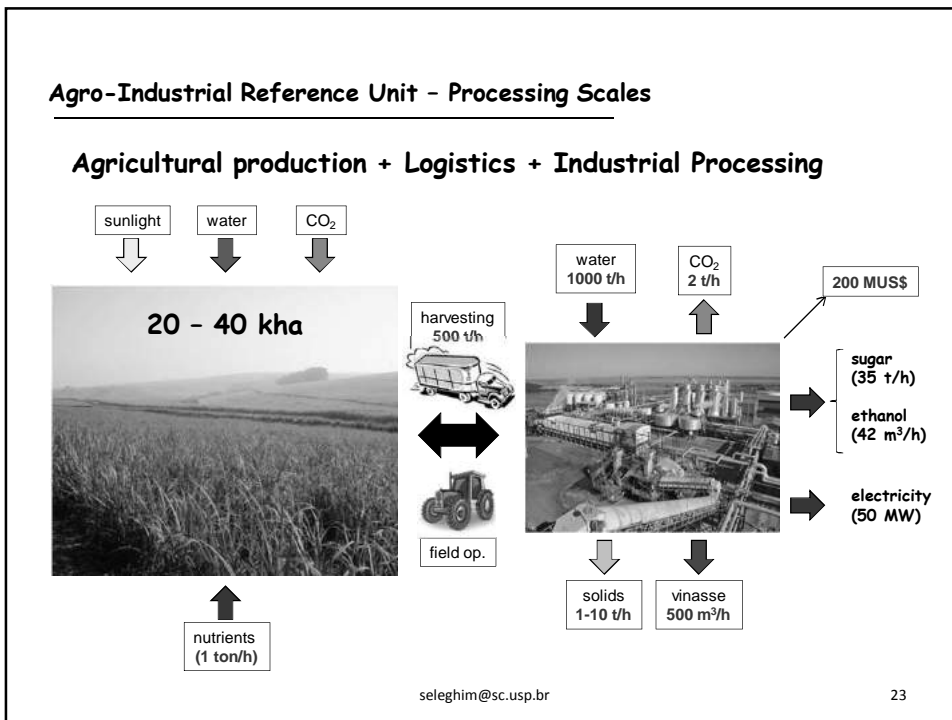 Agro-Industrial Reference Unit – Processing Scales
Agricultural production + Logistics + Industrial Processing
sunlight
water
CO₂
20 – 40 kha
nutrients
(1 ton/h)
harvesting
500 t/h
field op.
water
1000 t/h
CO₂
2 t/h
200 MUS$
sugar
(35 t/h)
ethanol
(42 m³/h)
electricity
(50 MW)
solids
1-10 t/h
vinasse
500 m³/h
seleghim@sc.usp.br
23